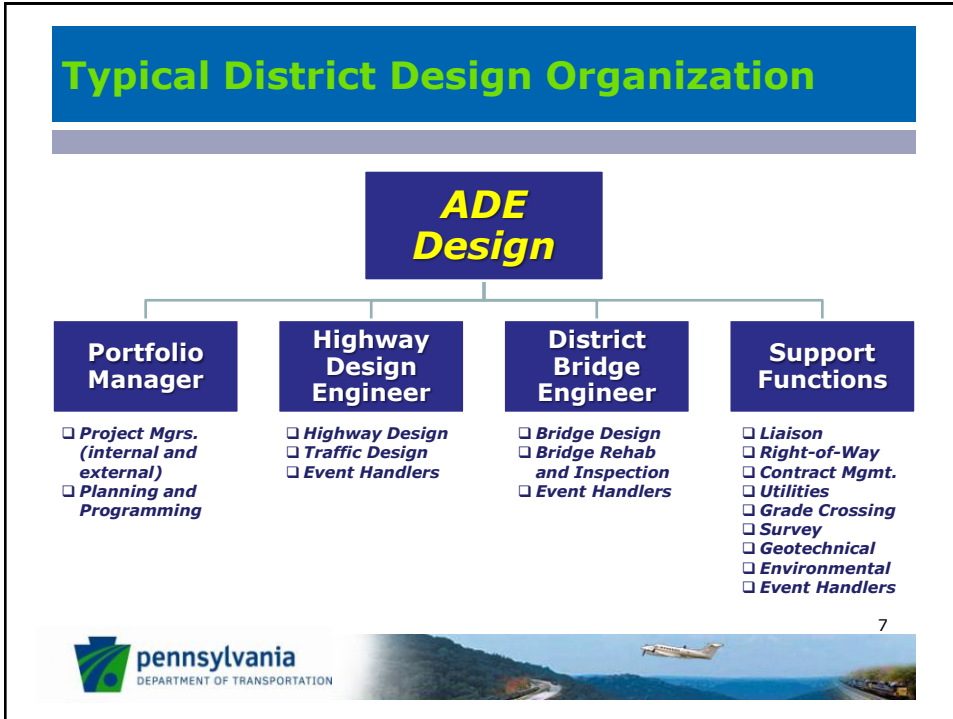 Typical District Design Organization
ADE
Design
Portfolio
Manager
❑ Project Mgrs.
(internal and
external)
❑ Planning and
Programming
Highway
Design
Engineer
❑ Highway Design
❑ Traffic Design
❑ Event Handlers
District
Bridge
Engineer
❑ Bridge Design
❑ Bridge Rehab
and Inspection
❑ Event Handlers
Support
Functions
❑ Liaison
❑ Right-of-Way
❑ Contract Mgmt.
❑ Utilities
❑ Grade Crossing
❑ Survey
❑ Geotechnical
❑ Environmental
❑ Event Handlers
7
pennsylvania
DEPARTMENT OF TRANSPORTATION